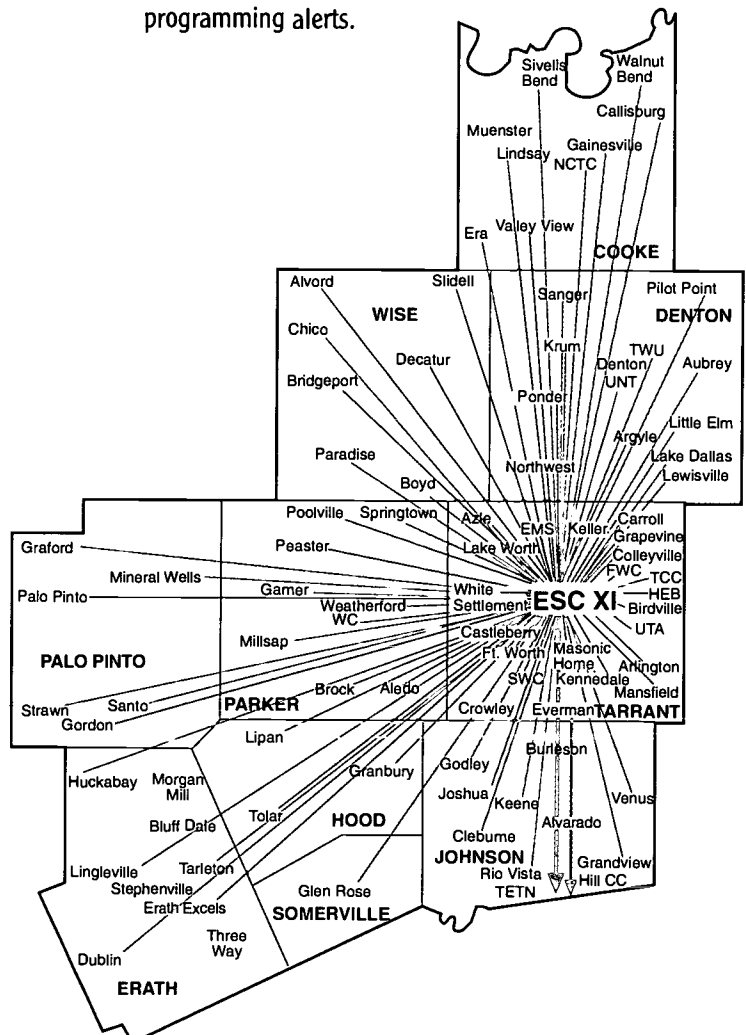 programming alerts.
Sivells
Bend
Walnut
Bend
Callisburg
Muenster
Lindsay
Gainesville
NCTC
Era
Valley View
COOKE
Alvord
Slidell
Sanger
Pilot Point
WISE
DENTON
Chico
Krum
TWU
Decatur
Denton
UNT
Aubrey
Bridgeport
Ponder
Little Elm
Argyle
Paradise
Lake Dallas
Northwest
Lewisville
Boyd
Poolville
Springtown
Azle
EMS
Keller
Carroll
Grapevine
Graford
Peaster
Lake Worth
Colleyville
FWC
Mineral Wells
TCC
Palo Pinto
Garner
White
Settlement
ESC XI
HEB
Weatherford
Birdville
WC
UTA
Millsap
Castleberry
Ft. Worth
Masonic
Home
PALO PINTO
Arlington
SWC
Kennedale
Brock
Aledo
Mansfield
Strawn
Santo
PARKER
Crowley
Everman
TARRANT
Gordon
Lipan
Burleson
Huckabay
Morgan
Mill
Granbury
Godley
Joshua
Keene
Venus
Tolar
HOOD
Bluff Dale
Alvarado
Cleburne
JOHNSON
Lingleville
Tarleton
Grandview
Rio Vista
Hill CC
Stephenville
Glen Rose
TETN
Erath Excels
SOMERVILLE
Three
Way
Dublin
ERATH